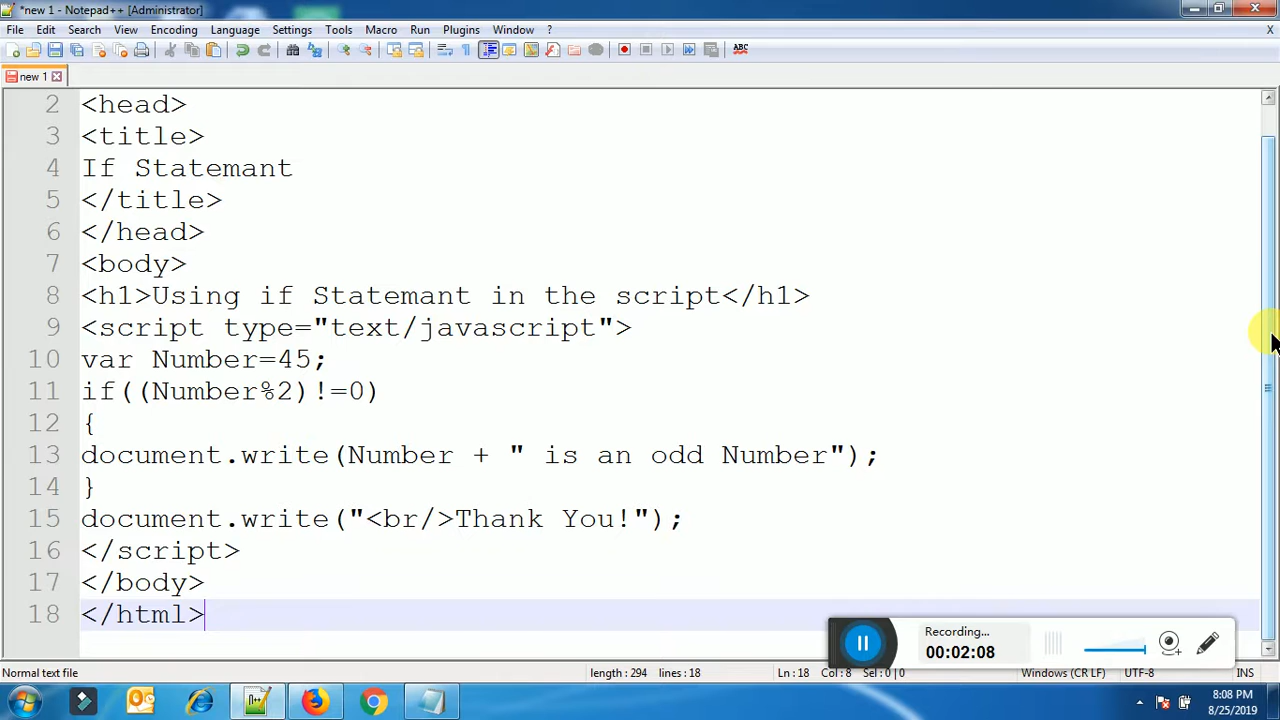 *new 1 - Notepad++ [Administrator]
File Edit Search View Encoding Language Settings Tools Macro Run Plugins Window ? X
ABC
new 1
2 <head>
3 <title>
4 If Statemant
5 </title>
6 </head>
7 <body>
8 <h1>Using if Statemant in the script</h1>
9 <script type="text/javascript">
10 var Number=45;
11 if((Number%2)!=0)
12 {
13 document.write(Number + " is an odd Number");
14 }
15 document.write("<br/>Thank You!");
16 </script>
17 </body>
18 </html>
Recording...
00:02:08
Normal text file length : 294 lines : 18 Ln : 18 Col : 8 Sel : 0 | 0 Windows (CR LF) UTF-8 INS
8:08 PM
8/25/2019